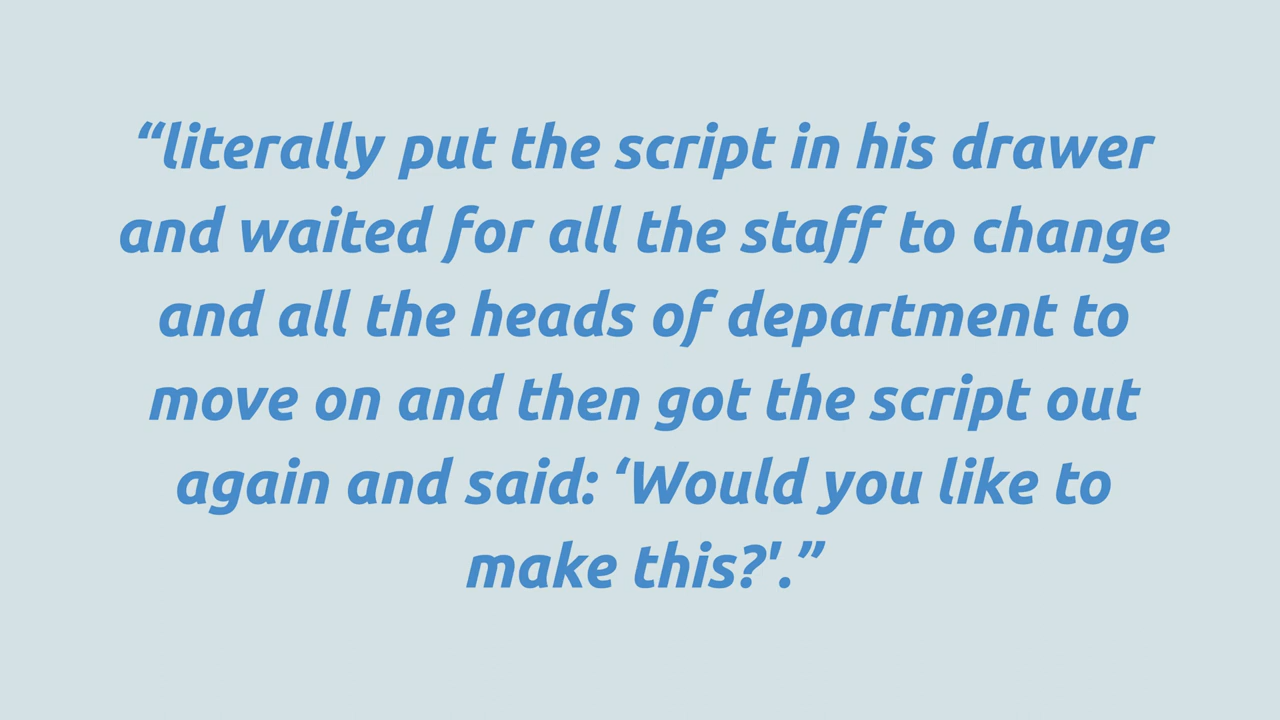 “literally put the script in his drawer
and waited for all the staff to change
and all the heads of department to
move on and then got the script out
again and said: ‘Would you like to
make this?'.”